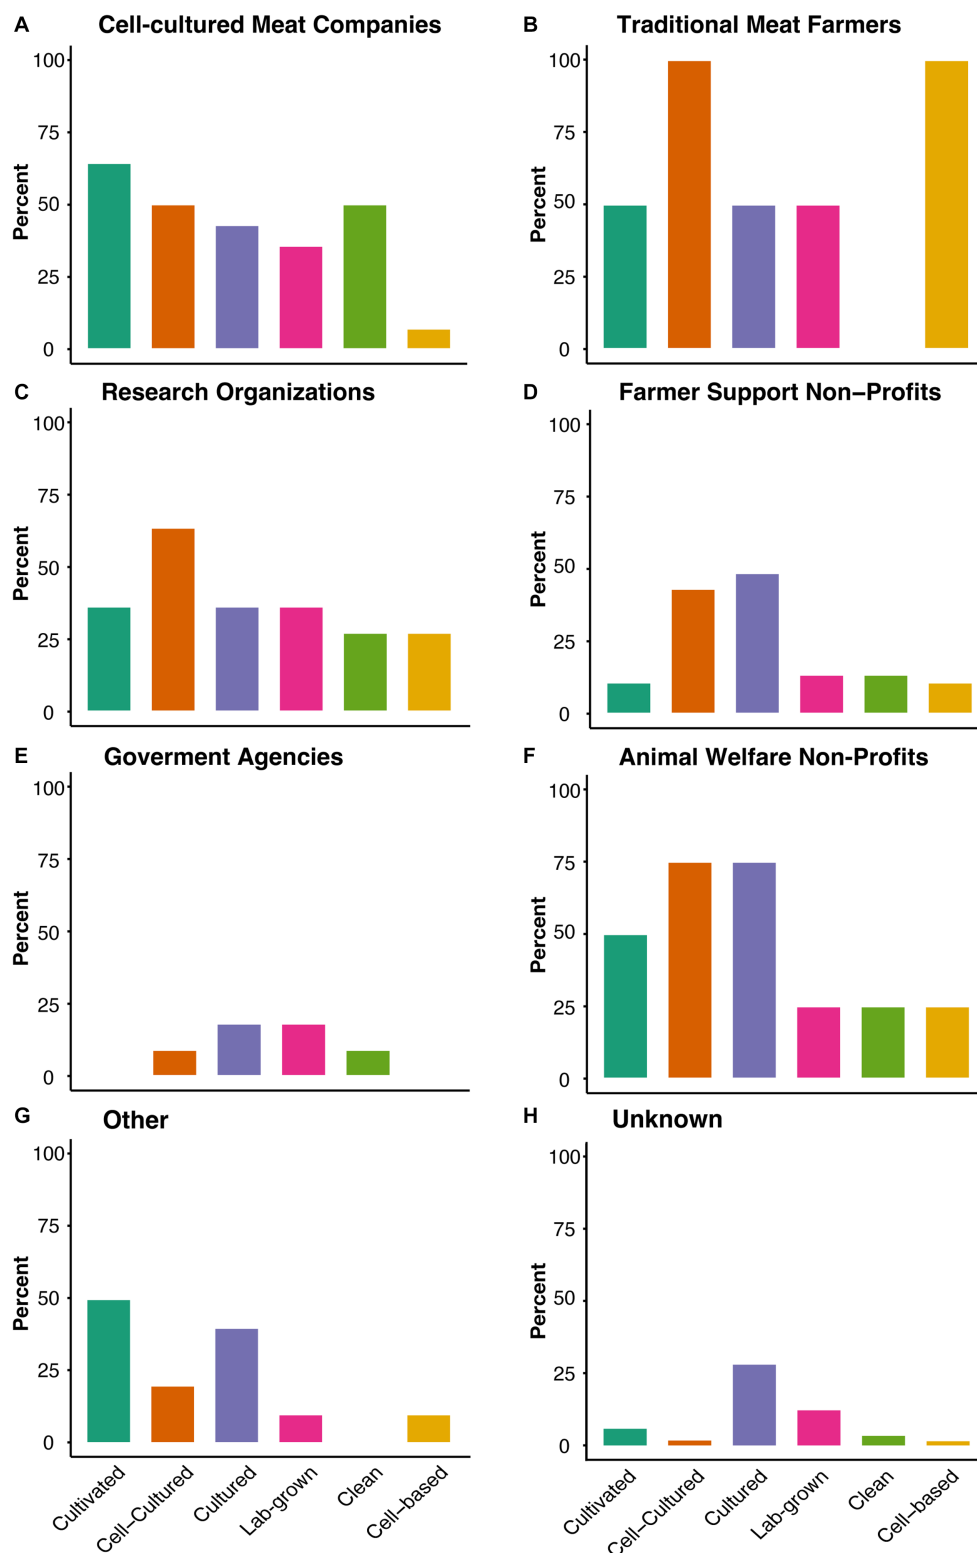 A Cell-cultured Meat Companies
100
75
50
25
0
Percent
B Traditional Meat Farmers
100
75
50
25
0
Percent
C Research Organizations
100
75
50
25
0
Percent
D Farmer Support Non–Profits
100
75
50
25
0
Percent
E Goverment Agencies
100
75
50
25
0
Percent
F Animal Welfare Non-Profits
100
75
50
25
0
Percent
G Other
100
75
50
25
0
Percent
Cultivated
Cell–Cultured
Cultured
Lab-grown
Clean
Cell–based
H Unknown
100
75
50
25
0
Percent
Cultivated
Cell–Cultured
Cultured
Lab-grown
Clean
Cell–based